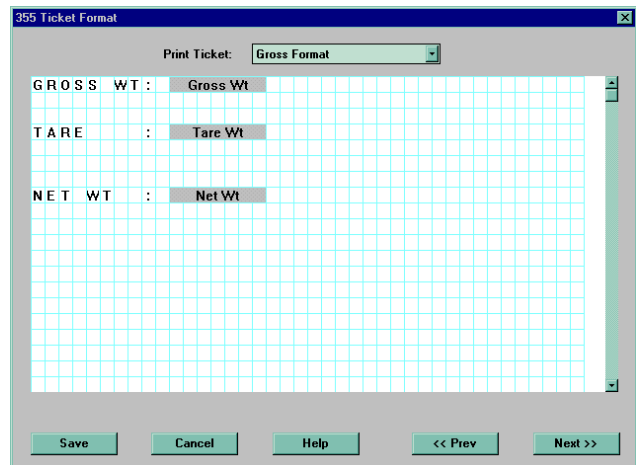 355 Ticket Format
Print Ticket: Gross Format
GROSS WT: Gross Wt
TARE : Tare Wt
NET WT : Net Wt
Save Cancel Help << Prev Next >>